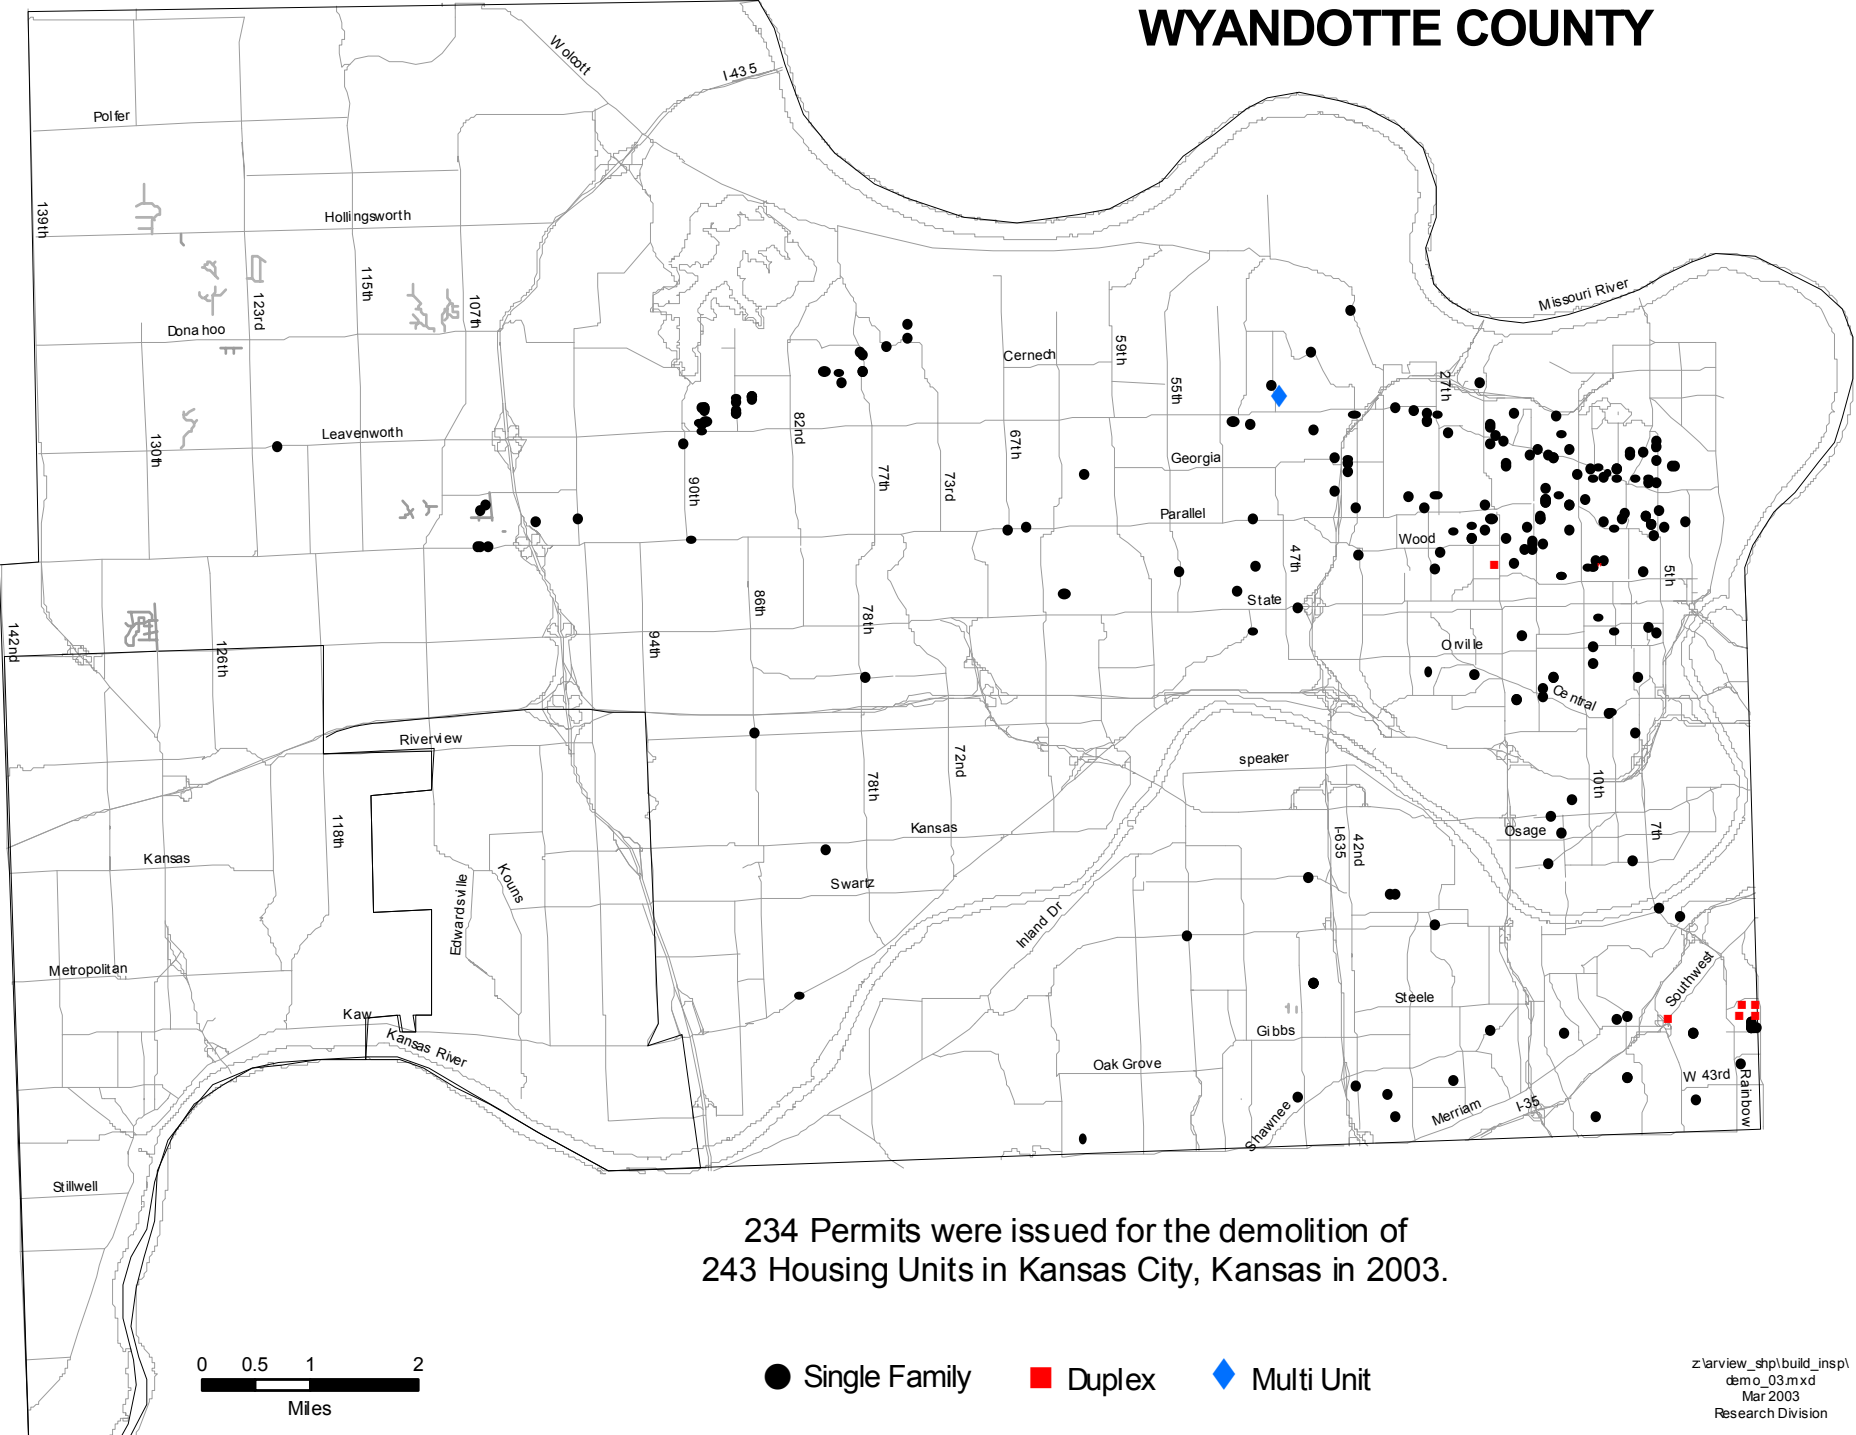 WYANDOTTE COUNTY
Wolcott
I-435
Polfer
139th
Hollingsworth
115th
123rd
107th
Donahoo
Missouri River
59th
Cernech
55th
27th
82nd
130th
Leavenworth
67th
Georgia
77th
73rd
90th
Parallel
Wood
47th
5th
86th
State
78th
142nd
126th
94th
Orville
Central
Riverview
72nd
speaker
78th
10th
118th
Kansas
Osage
7th
I-635
42nd
Kansas
Kouns
Edwardsville
Swartz
Inland Dr
Metropolitan
Southwest
Steele
Kaw
Gibbs
Kansas River
Oak Grove
W 43rd
Rainbow
Merriam
I-35
Shawnee
Stillwell
234 Permits were issued for the demolition of
243 Housing Units in Kansas City, Kansas in 2003.
0 0.5 1 2
Miles
Single Family
Duplex
Multi Unit
z:\arview_shp\build_insp\
demo_03.mxd
Mar 2003
Research Division